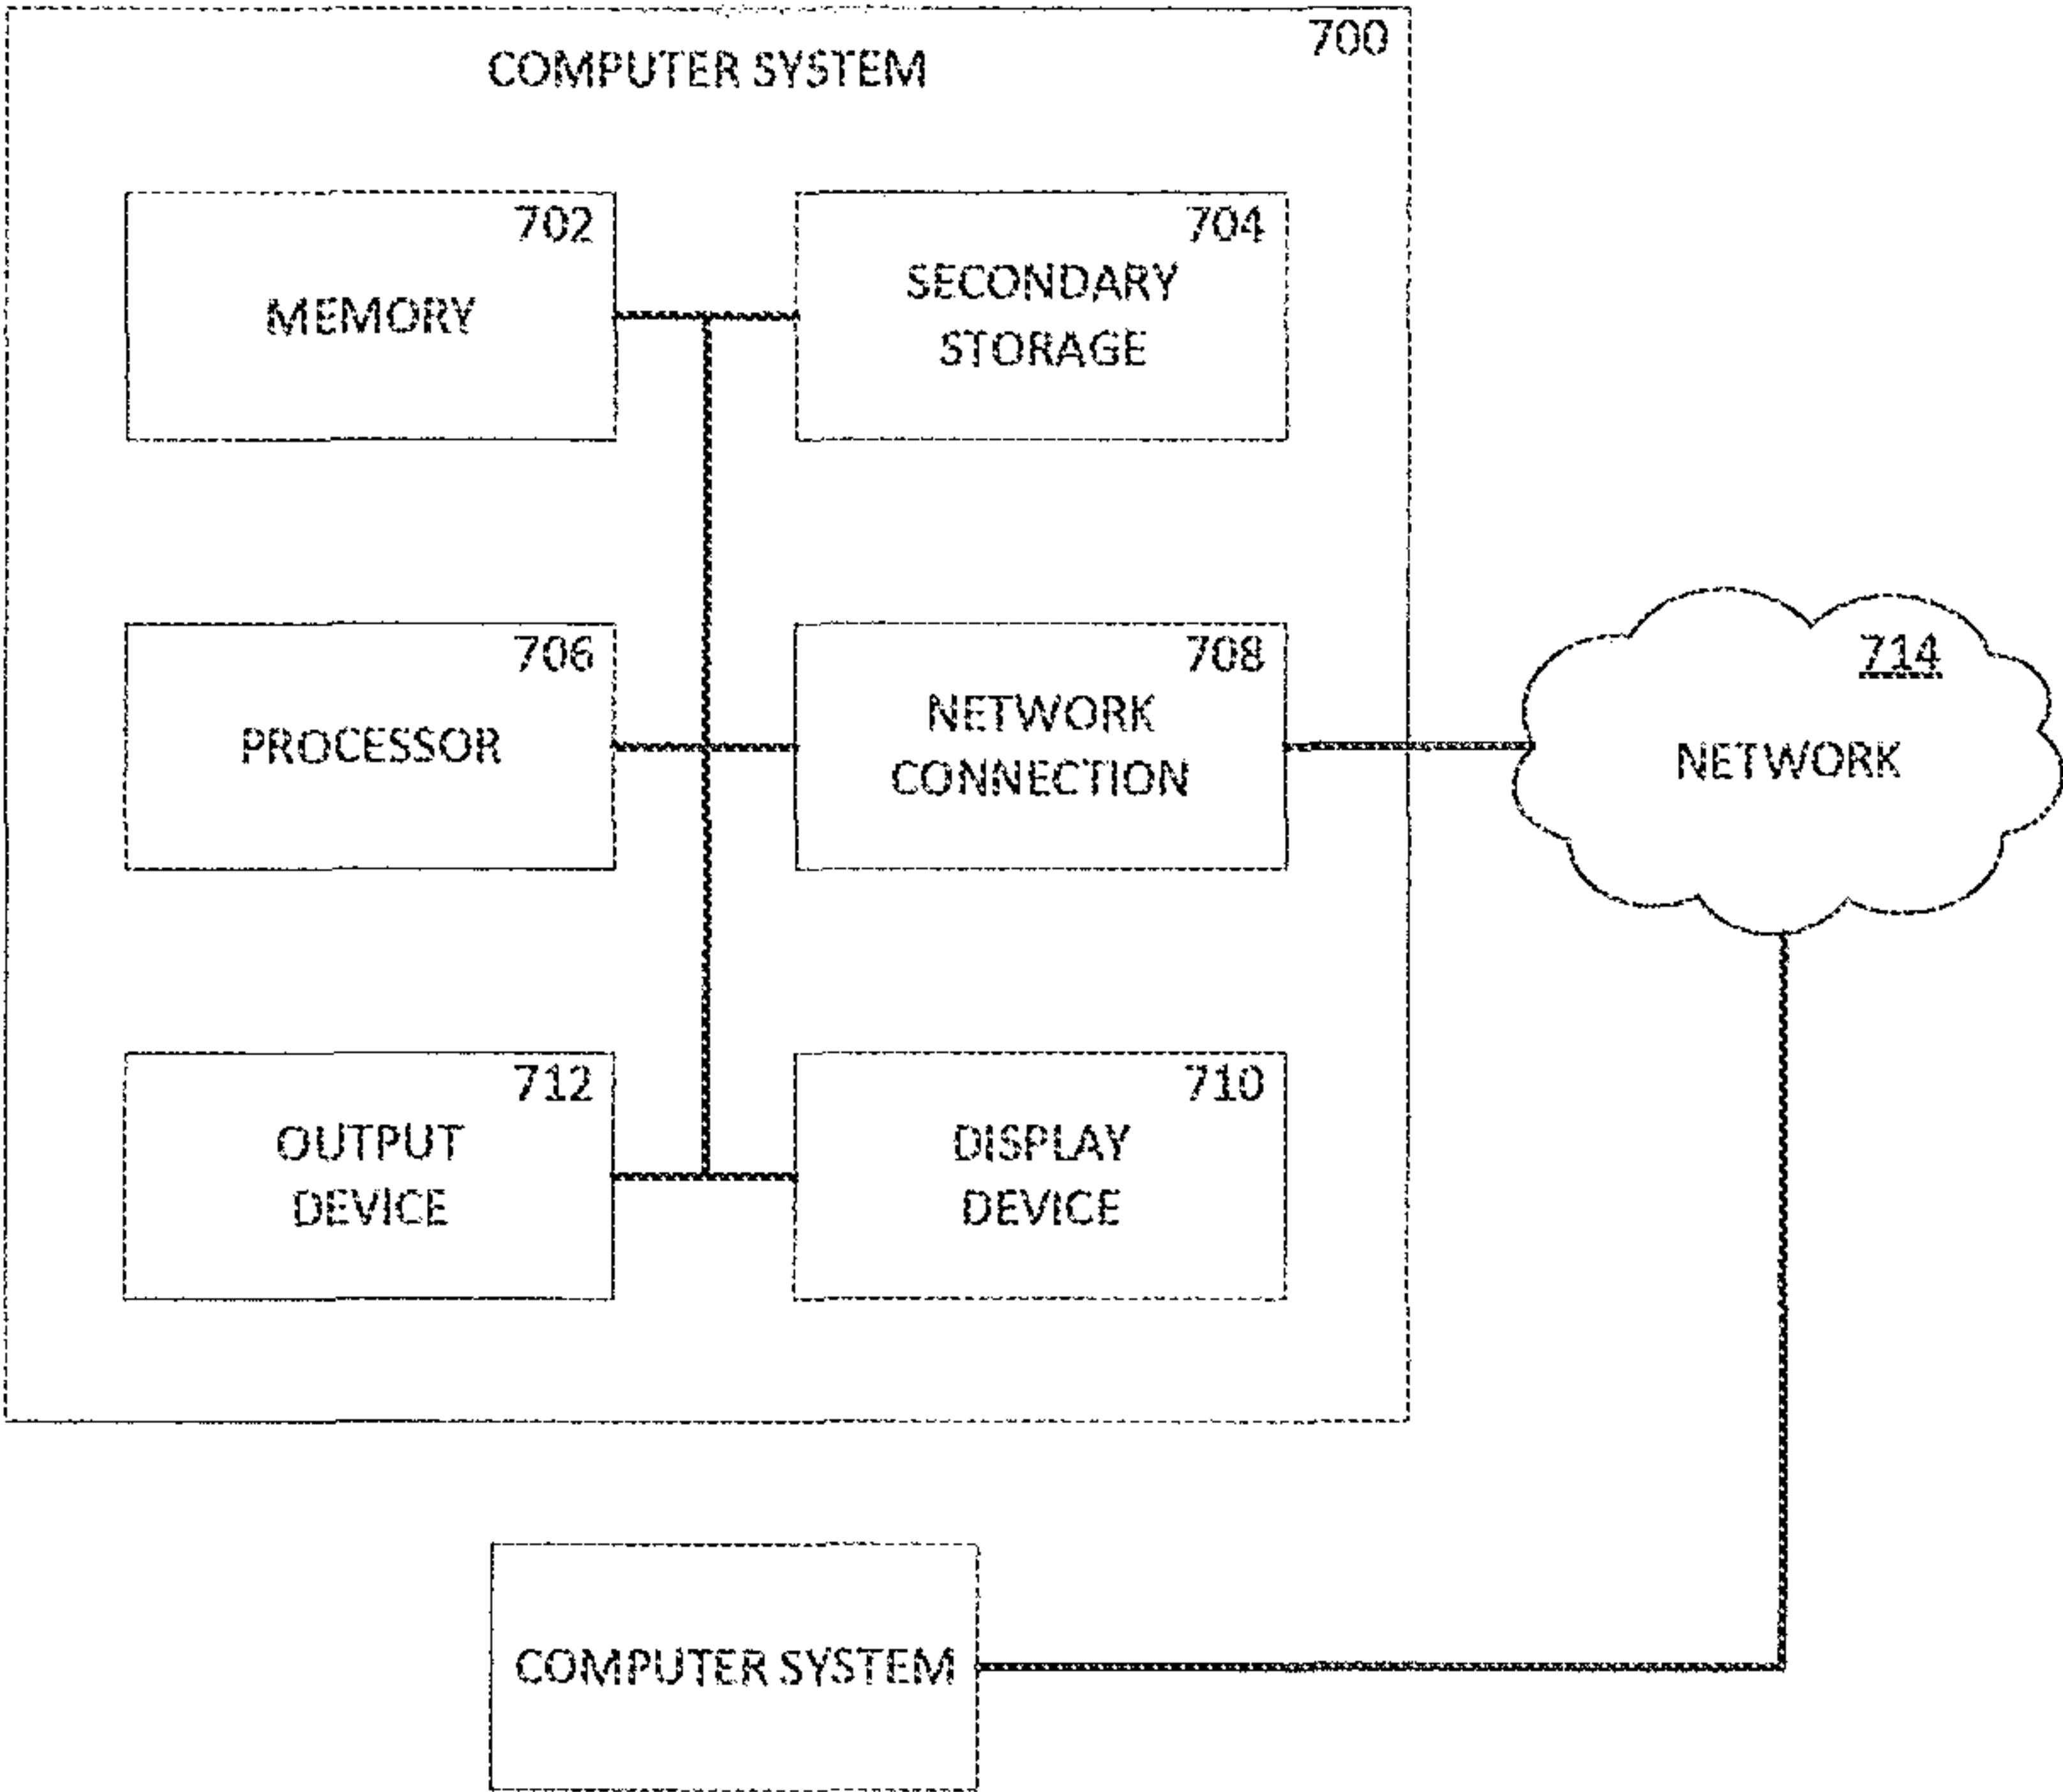 700
COMPUTER SYSTEM
702
MEMORY
704
SECONDARY
STORAGE
706
PROCESSOR
708
NETWORK
CONNECTION
714
NETWORK
712
OUTPUT
DEVICE
710
DISPLAY
DEVICE
COMPUTER SYSTEM